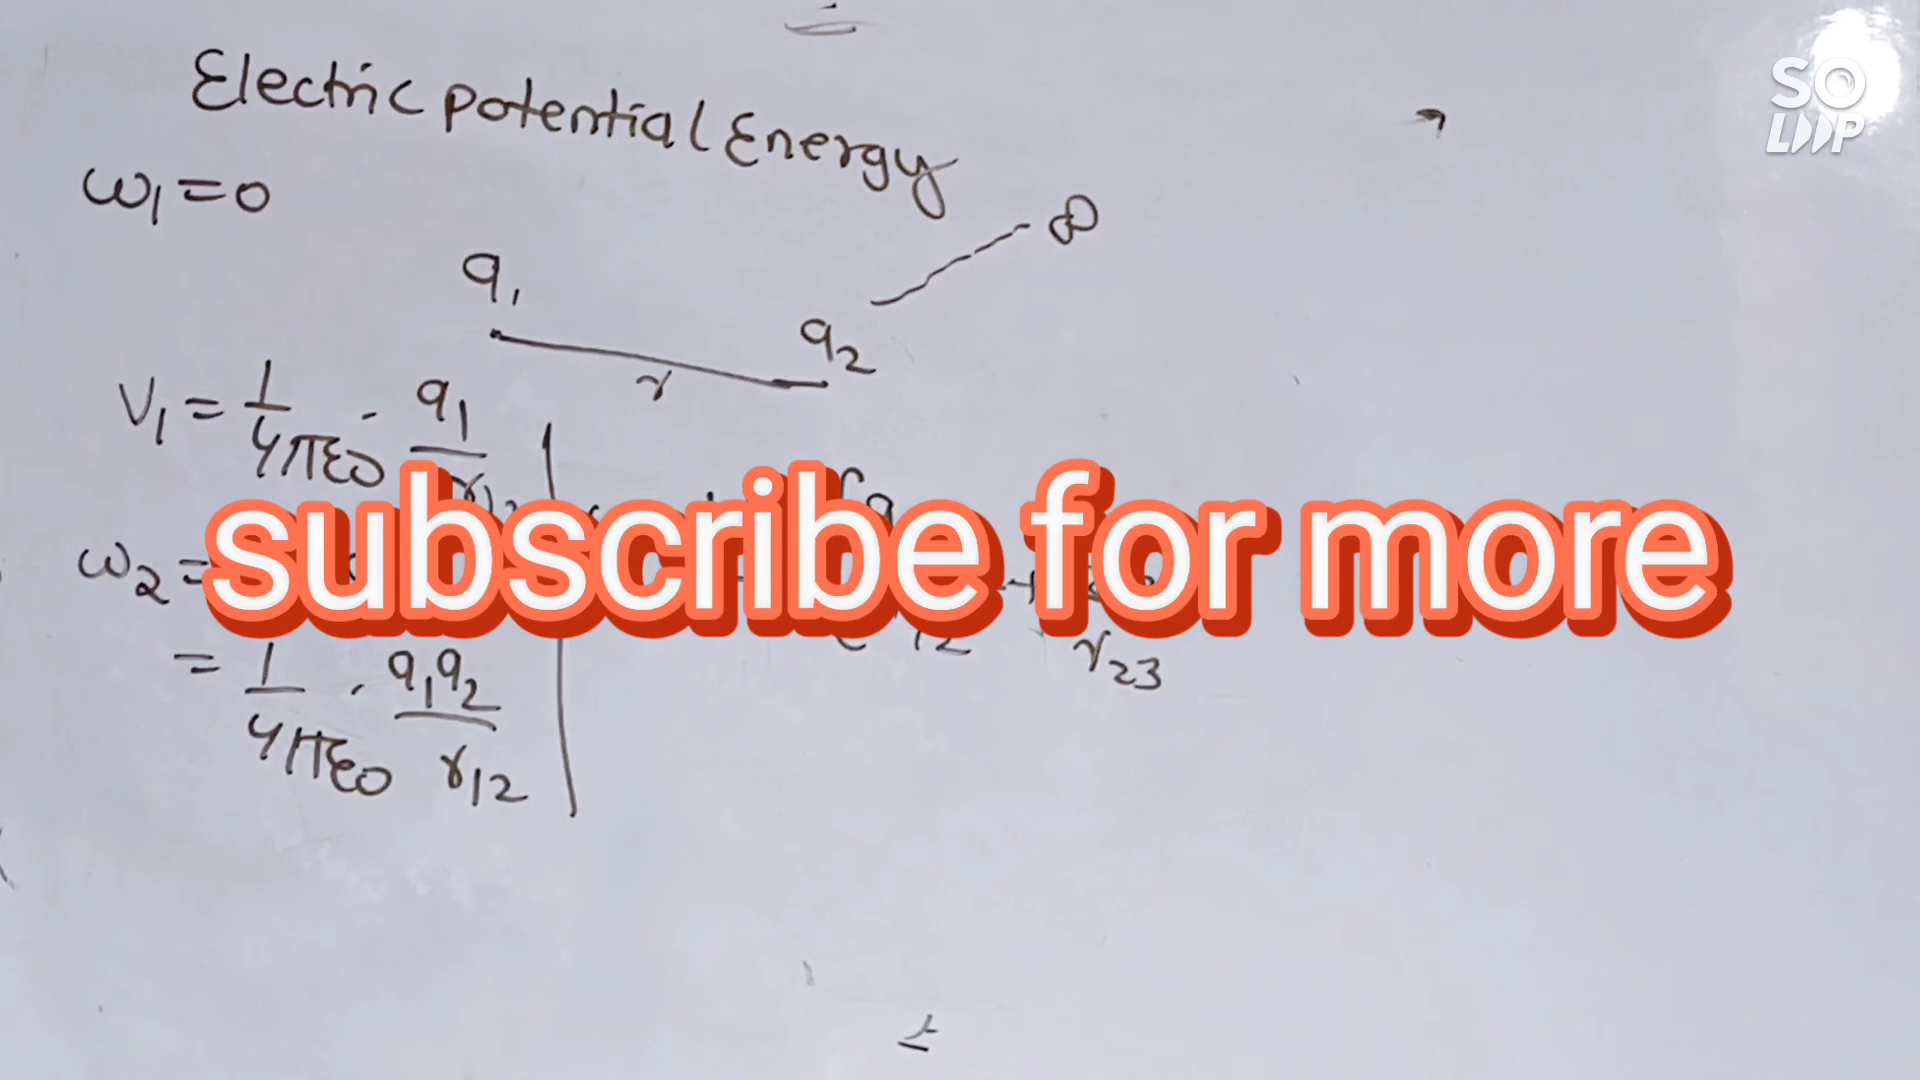 Electric potential Energy
SO
LOOP
ω1=0
∞
q1
q2
r
V1 = 1/4πε0 · q1/r12
ω2 =
subscribe for more
r23
= 1/4πε0 · q1q2/r12